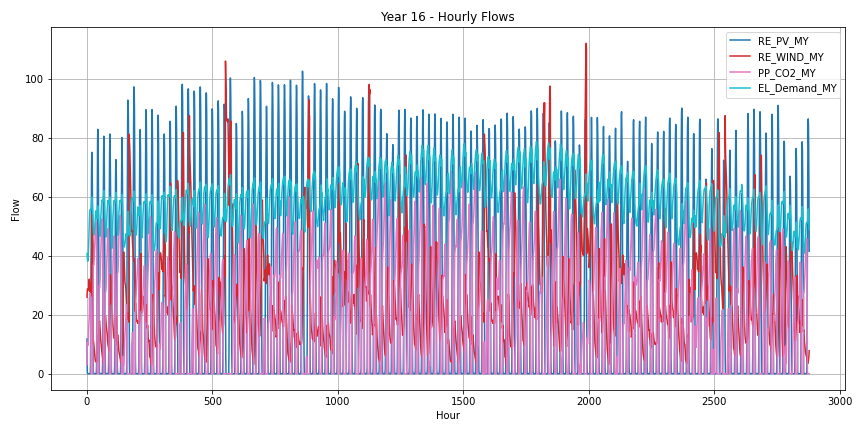 Year 16 - Hourly Flows
RE_PV_MY
RE_WIND_MY
PP_CO2_MY
EL_Demand_MY
100
80
60
40
20
0
Flow
0 500 1000 1500 2000 2500 3000
Hour